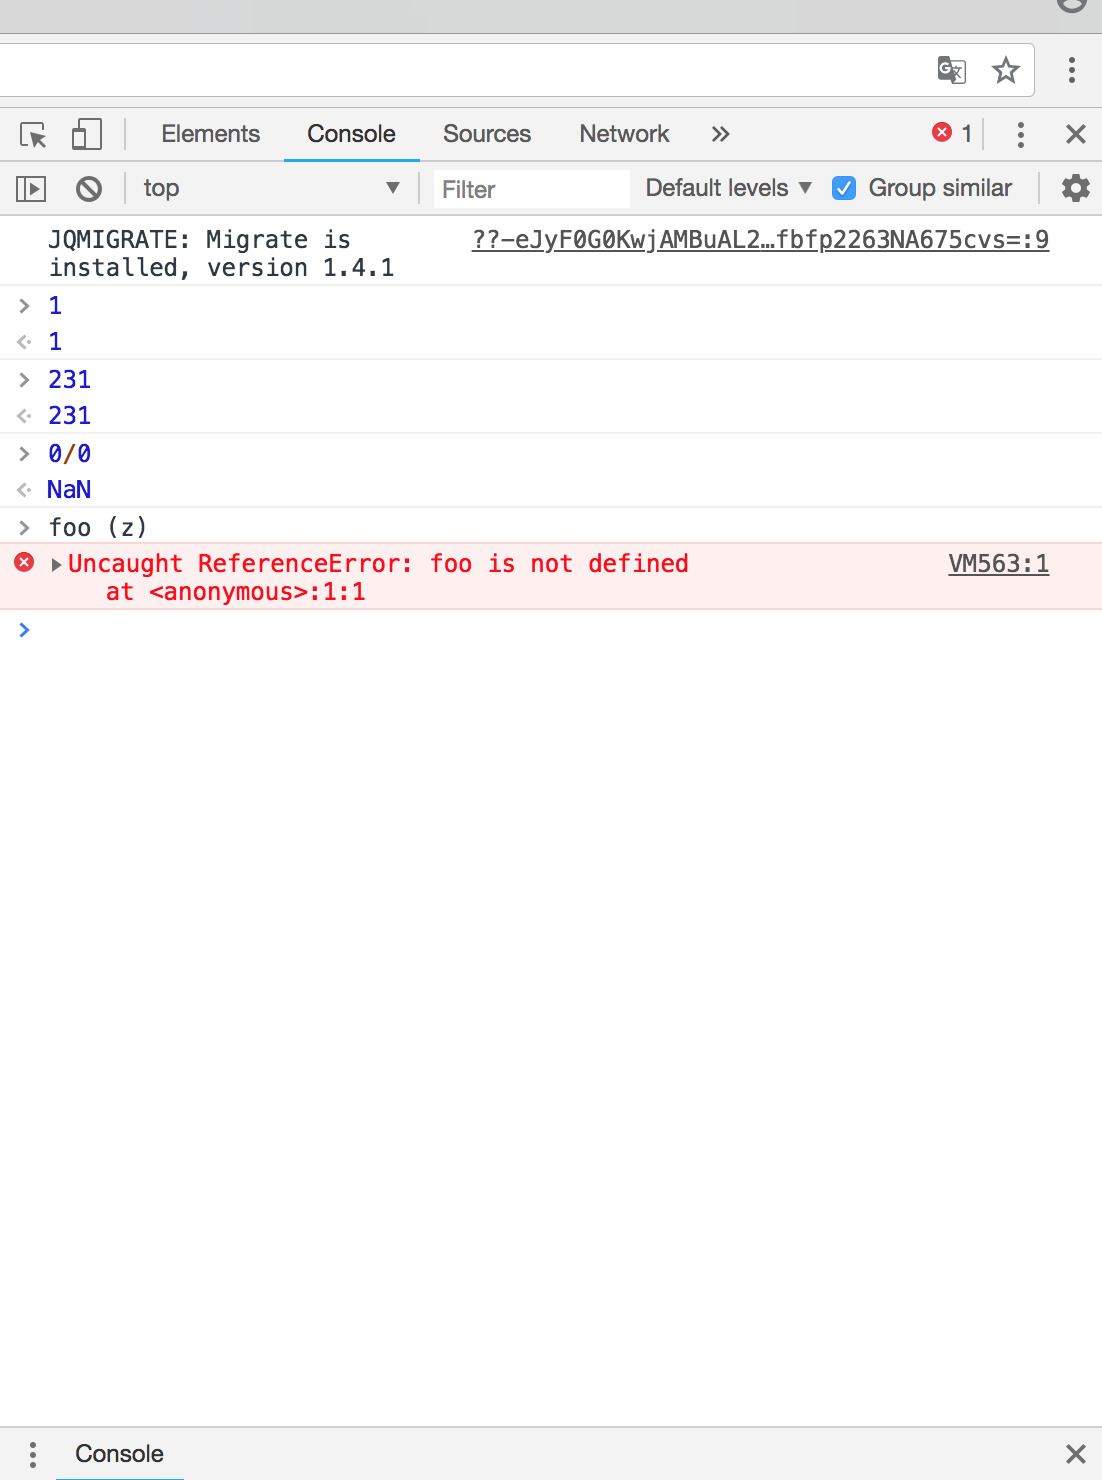 Elements Console Sources Network » 1
top ▼ Filter Default levels ▼ Group similar
JQMIGRATE: Migrate is ??-eJyF0G0KwjAMBuAL2…fbfp2263NA675cvs=:9
installed, version 1.4.1
> 1
1
> 231
231
> 0/0
NaN
> foo (z)
Uncaught ReferenceError: foo is not defined VM563:1
at <anonymous>:1:1
>
Console